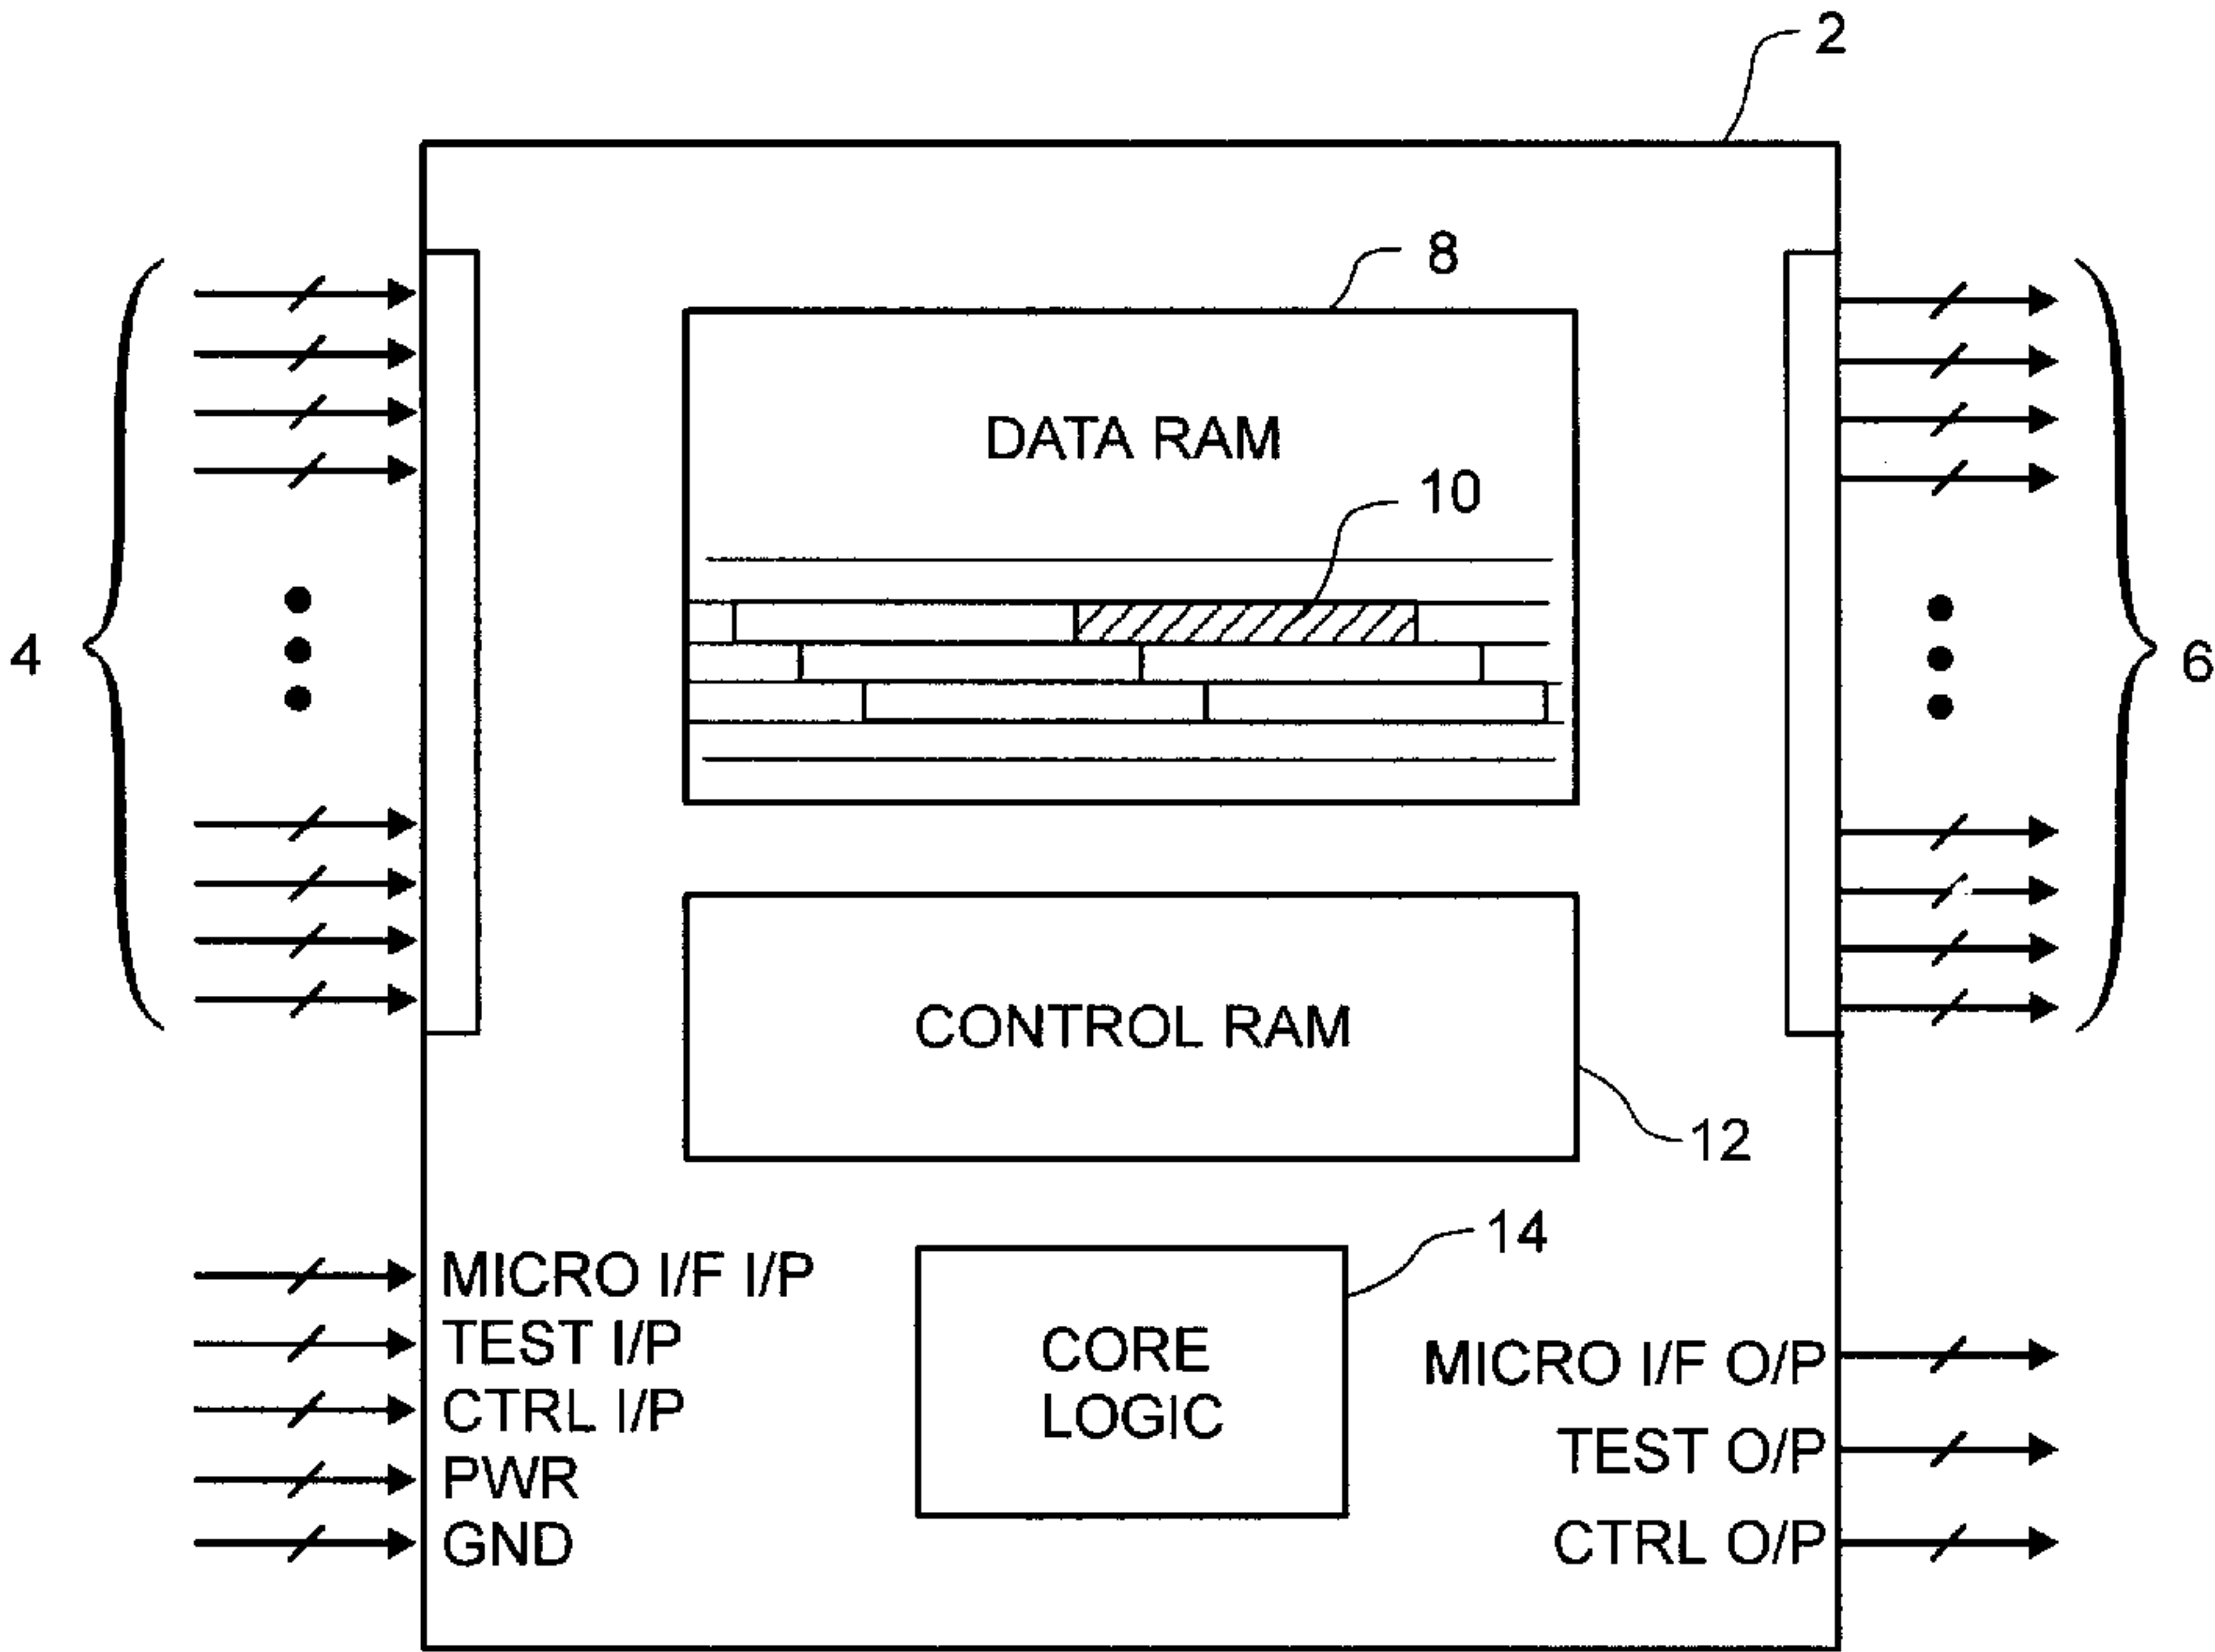 2
8
DATA RAM
10
4
6
CONTROL RAM
12
14
MICRO I/F I/P
TEST I/P
CTRL I/P
PWR
GND
CORE
LOGIC
MICRO I/F O/P
TEST O/P
CTRL O/P